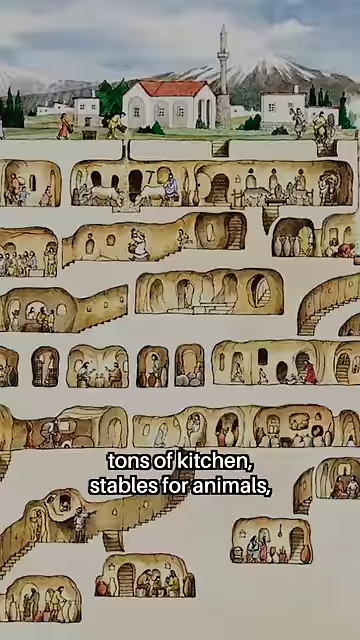 tons of kitchen,
stables for animals,